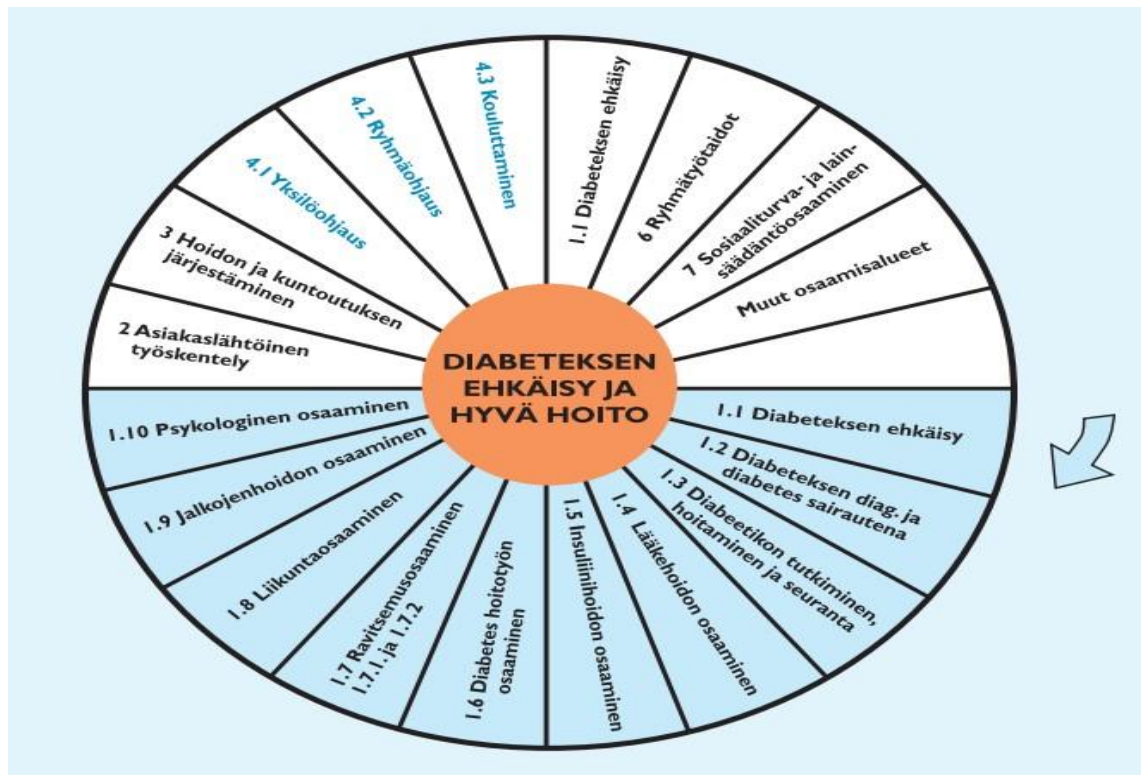 DIABETEKSEN
EHKÄISY JA
HYVÄ HOITO
1.1 Diabeteksen ehkäisy
1.2 Diabeteksen diag. ja
diabetes sairautena
1.3 Diabeetikon tutkiminen,
hoitaminen ja seuranta
1.4 Lääkehoidon osaaminen
1.5 Insuliinihoidon osaaminen
1.6 Diabetes hoitotyön
osaaminen
1.7 Ravitsemusosaaminen
1.7.1. ja 1.7.2
1.8 Liikuntaosaaminen
1.9 Jalkojenhoidon osaaminen
1.10 Psykologinen osaaminen
2 Asiakaslähtöinen
työskentely
3 Hoidon ja kuntoutuksen
järjestäminen
4.1 Yksilöohjaus
4.2 Ryhmäohjaus
4.3 Kouluttaminen
1.1 Diabeteksen ehkäisy
6 Ryhmätyötaidot
7 Sosiaaliturva- ja lain-
säädäntöosaaminen
Muut osaamisalueet